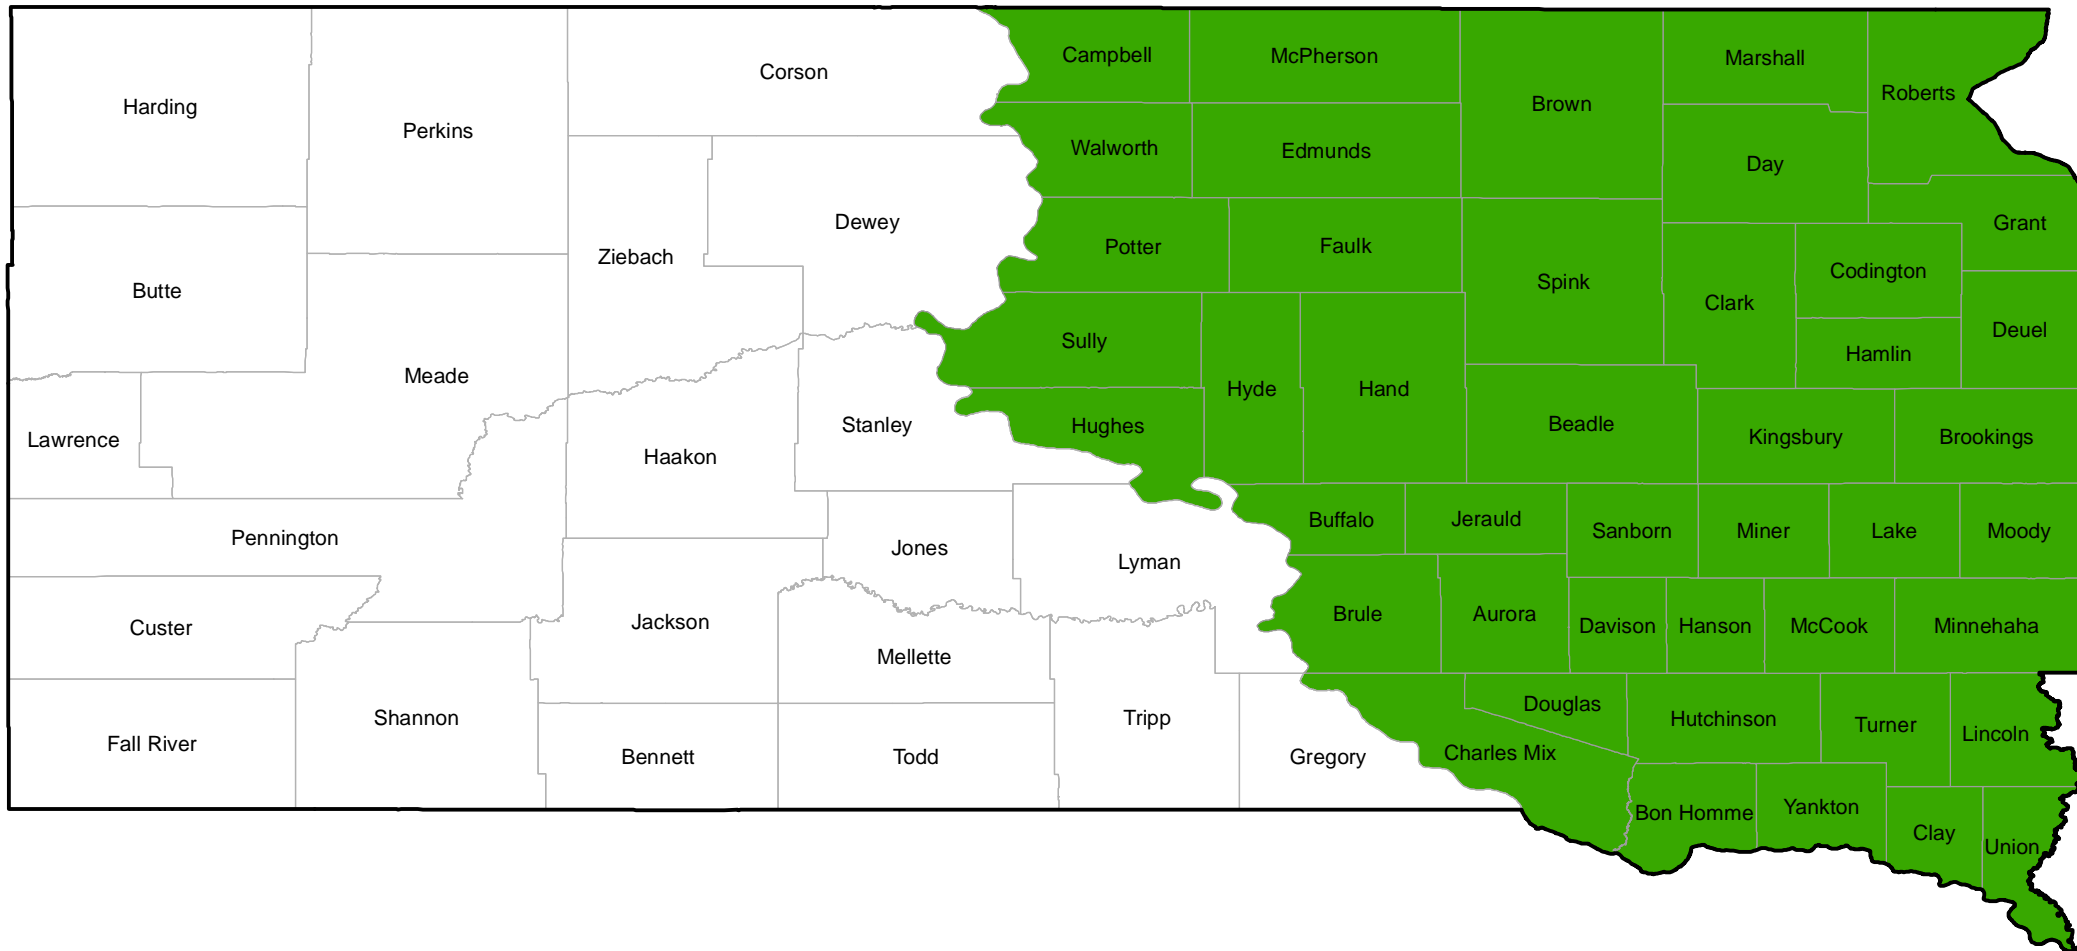 Campbell
McPherson
Marshall
Corson
Roberts
Harding
Brown
Perkins
Walworth
Edmunds
Day
Dewey
Grant
Potter
Faulk
Ziebach
Codington
Butte
Spink
Clark
Deuel
Sully
Hamlin
Meade
Hyde
Hand
Stanley
Hughes
Beadle
Lawrence
Kingsbury
Brookings
Haakon
Buffalo
Jerauld
Sanborn
Miner
Lake
Moody
Pennington
Jones
Lyman
Brule
Aurora
Custer
Jackson
Davison
Hanson
McCook
Minnehaha
Mellette
Douglas
Shannon
Tripp
Hutchinson
Turner
Lincoln
Fall River
Bennett
Todd
Gregory
Charles Mix
Bon Homme
Yankton
Clay
Union